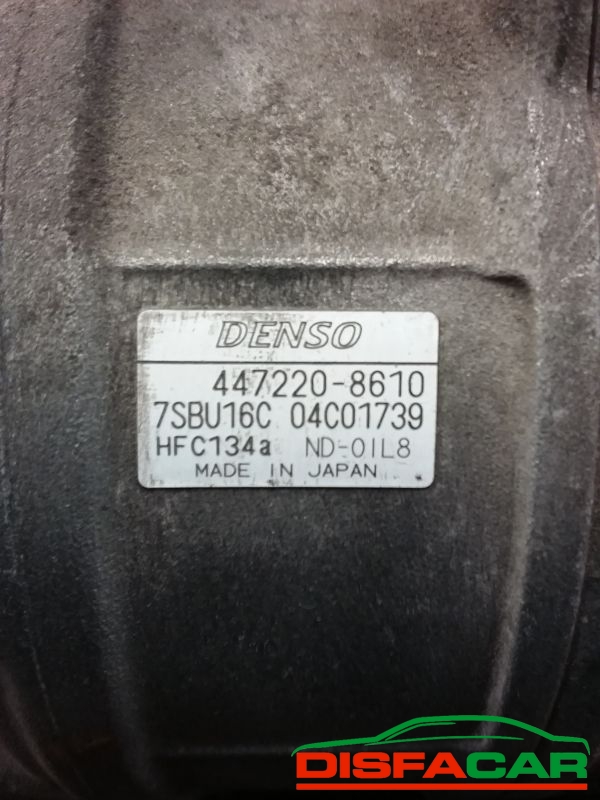 DENSO
447220-8610
7SBU16C 04C01739
HFC134a ND-OIL8
MADE IN JAPAN
DISFACAR